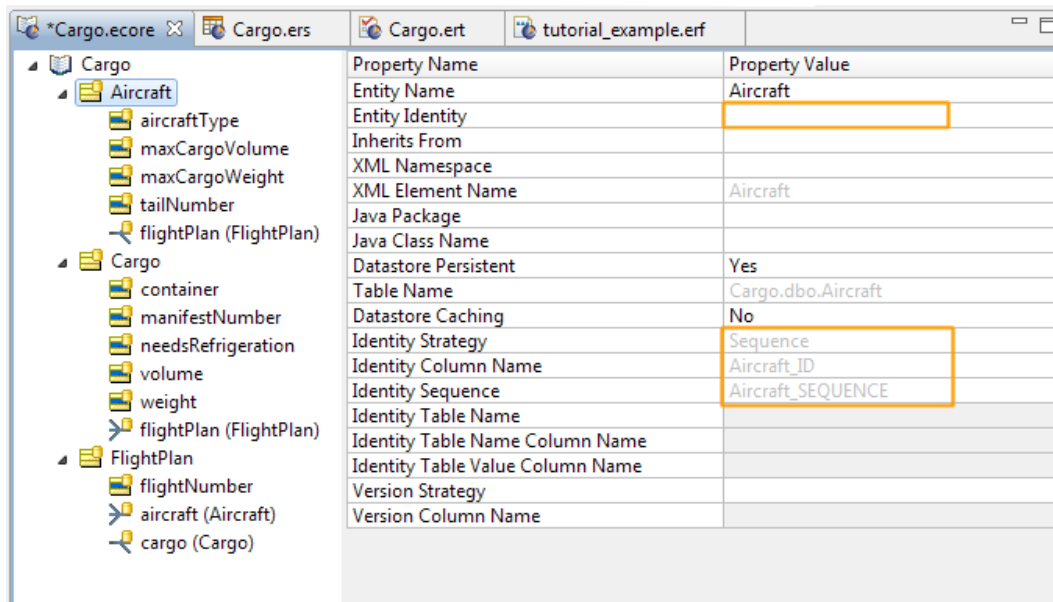 *Cargo.ecore Cargo.ers Cargo.ert tutorial_example.erf
Cargo
Aircraft
aircraftType
maxCargoVolume
maxCargoWeight
tailNumber
flightPlan (FlightPlan)
Cargo
container
manifestNumber
needsRefrigeration
volume
weight
flightPlan (FlightPlan)
FlightPlan
flightNumber
aircraft (Aircraft)
cargo (Cargo)
Property Name Property Value
Entity Name Aircraft
Entity Identity
Inherits From
XML Namespace
XML Element Name Aircraft
Java Package
Java Class Name
Datastore Persistent Yes
Table Name Cargo.dbo.Aircraft
Datastore Caching No
Identity Strategy Sequence
Identity Column Name Aircraft_ID
Identity Sequence Aircraft_SEQUENCE
Identity Table Name
Identity Table Name Column Name
Identity Table Value Column Name
Version Strategy
Version Column Name